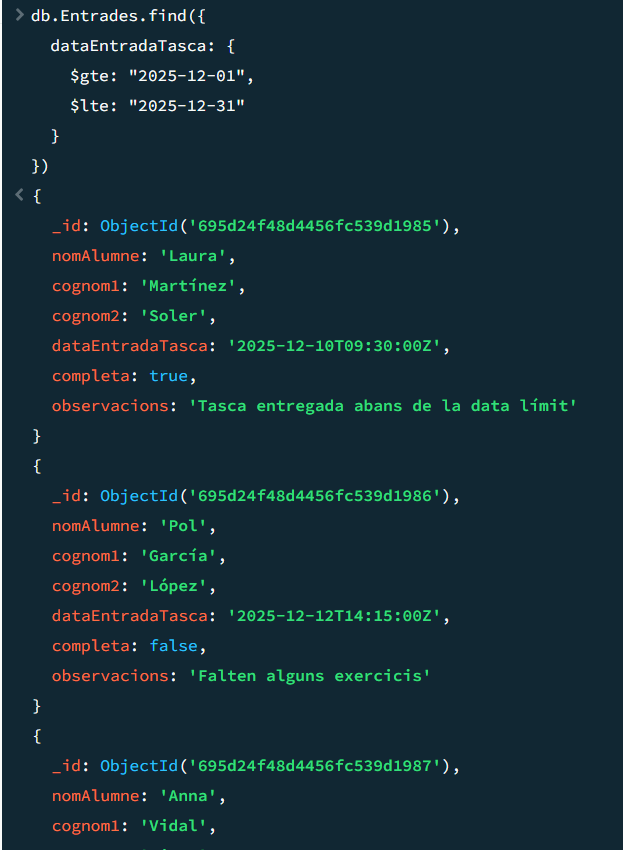 > db.Entrades.find({
dataEntradaTasca: {
$gte: "2025-12-01",
$lte: "2025-12-31"
}
})
< {
_id: ObjectId('695d24f48d4456fc539d1985'),
nomAlumne: 'Laura',
cognom1: 'Martínez',
cognom2: 'Soler',
dataEntradaTasca: '2025-12-10T09:30:00Z',
completa: true,
observacions: 'Tasca entregada abans de la data límit'
}
{
_id: ObjectId('695d24f48d4456fc539d1986'),
nomAlumne: 'Pol',
cognom1: 'García',
cognom2: 'López',
dataEntradaTasca: '2025-12-12T14:15:00Z',
completa: false,
observacions: 'Falten alguns exercicis'
}
{
_id: ObjectId('695d24f48d4456fc539d1987'),
nomAlumne: 'Anna',
cognom1: 'Vidal',